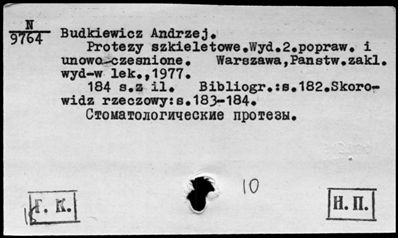 N
9764
Budkiewicz Andrzej.
Protezy szkieletowe.Wyd.2.popraw. i
unowo-czesnione. Warszawa,Panstw.zakl.
wyd-w lek.,1977.
184 s.z il. Bibliogr.:s.182.Skoro-
widz rzeczowy:s.183-184.
Стоматологические протезы.
10
Г. К.
Н. П.